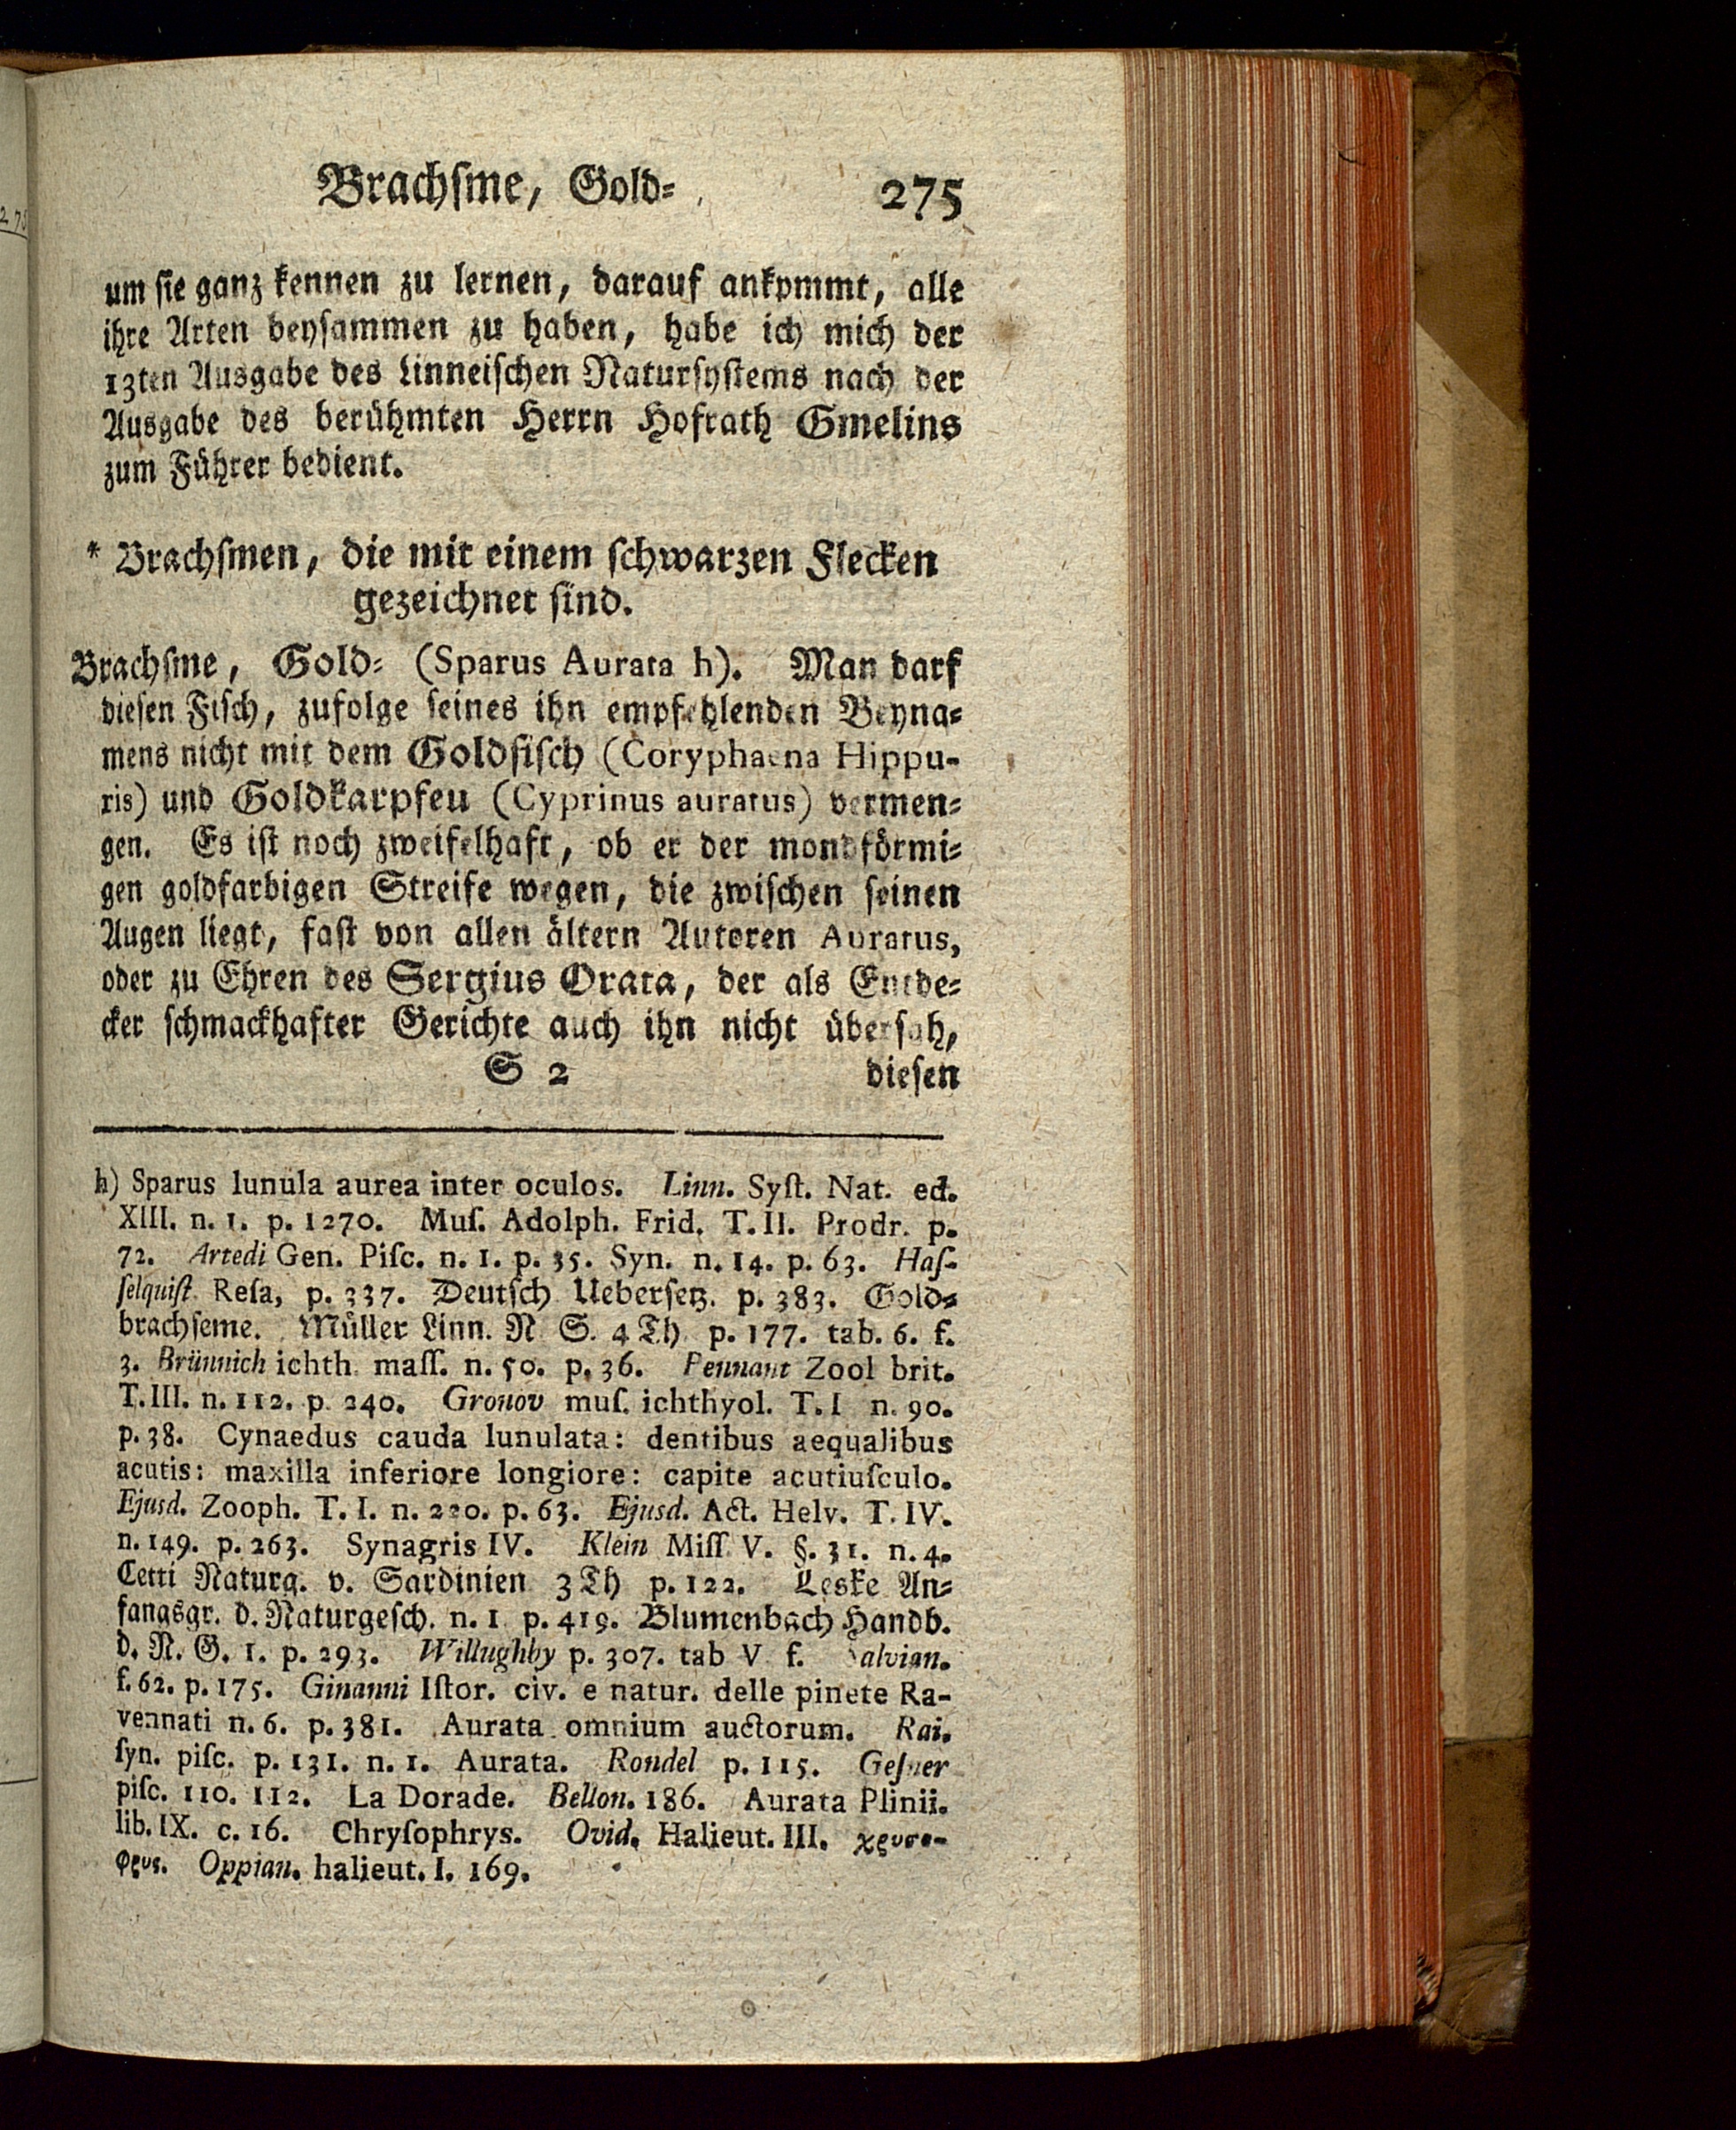 Brachſme, Gold⸗ 275
um ſie ganz kennen zu lernen, darauf ankommt, alle
ihre Arten beyſammen zu haben, habe ich mich der
13ten Ausgabe des Linneiſchen Naturſyſtems nach der
Ausgabe des berühmten Herrn Hofrath Gmelins
zum Führer bedient.
* Brachſmen, die mit einem ſchwarzen Flecken
gezeichnet ſind.
Brachſme, Gold⸗ (Sparus Aurata h). Man darf
dieſen Fiſch, zufolge ſeines ihn empfehlenden Beyna⸗
mens nicht mit dem Goldfiſch (Coryphaena Hippu-
ris) und Goldkarpfeu (Cyprinus auratus) vermen⸗
gen. Es iſt noch zweifelhaft, ob er der mondförmi⸗
gen goldfarbigen Streife wegen, die zwiſchen ſeinen
Augen liegt, faſt von allen ältern Autoren Auratus,
oder zu Ehren des Sergius Orata, der als Entde⸗
cker ſchmackhafter Gerichte auch ihn nicht überſah,
S 2 dieſen
h) Sparus lunula aurea inter oculos. Linn. Syſt. Nat. ed.
XIII. n. 1. p. 1270. Muſ. Adolph. Frid. T. II. Prodr. p.
72. Artedi Gen. Piſc. n. 1. p. 35. Syn. n. 14. p. 63. Haſ-
ſelquiſt Reſa, p. 337. Deutſch Ueberſetz. p. 383. Gold⸗
brachſeme. Müller Linn. N S. 4 Th p. 177. tab. 6. f.
3. Brünnich ichth. maſſ. n. 50. p. 36. Pennant Zool brit.
T. III. n. 112. p. 240. Gronov muſ. ichthyol. T. I n. 90.
p. 38. Cynaedus cauda lunulata: dentibus aequalibus
acutis: maxilla inferiore longiore: capite acutiuſculo.
Ejusd. Zooph. T. I. n. 220. p. 63. Ejusd. Act. Helv. T. IV.
n. 149. p. 263. Synagris IV. Klein Miſſ. V. §. 31. n. 4.
Cetti Naturg. v. Sardinien 3 Th p. 122. Leske An⸗
fangsgr. d. Naturgeſch. n. 1 p. 419. Blumenbach Handb.
d. N. G. 1. p. 293. Willughby p. 307. tab V f. Salvian.
f. 62. p. 175. Ginanni Iſtor. civ. e natur. delle pinete Ra-
vennati n. 6. p. 381. Aurata omnium auctorum. Rai.
ſyn. piſc. p. 131. n. 1. Aurata. Rondel p. 115. Geſner
piſc. 110. 112. La Dorade. Bellon. 186. Aurata Plinii.
lib. IX. c. 16. Chryſophrys. Ovid. Halieut. III. χρυσο-
φρυς. Oppian. halieut. I. 169.